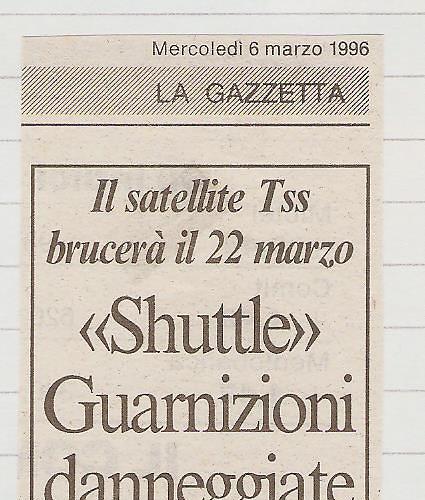 Mercoledì 6 marzo 1996
LA GAZZETTA
Il satellite Tss
brucerà il 22 marzo
«Shuttle»
Guarnizioni
danneggiate